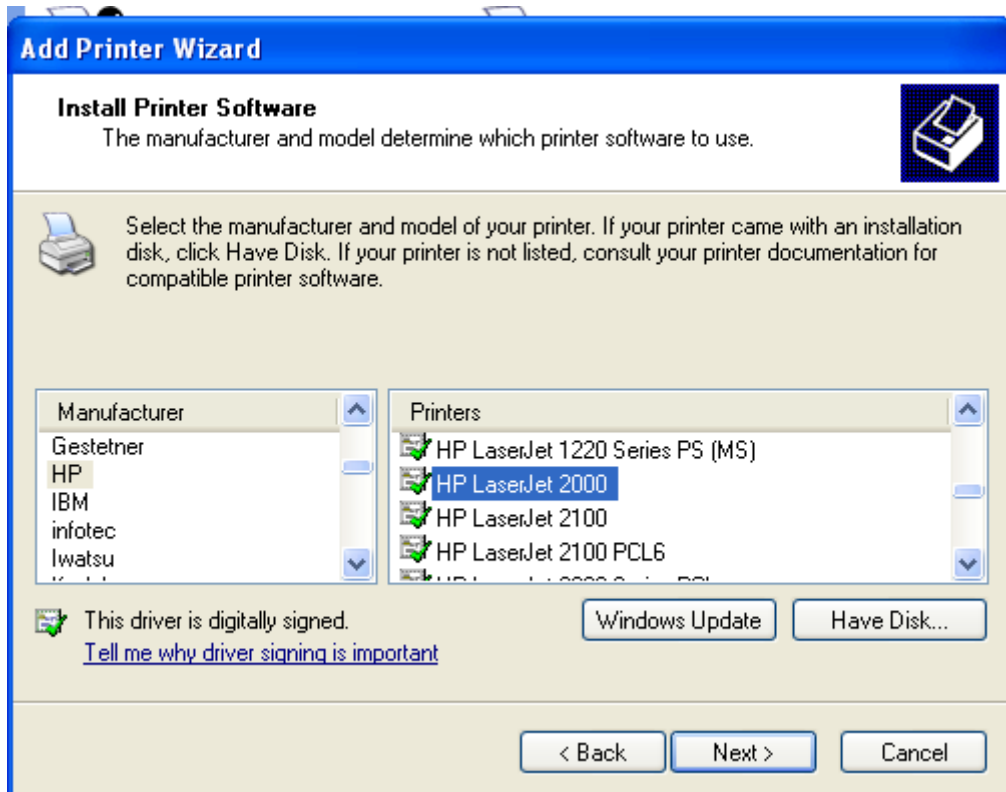 Add Printer Wizard
Install Printer Software
The manufacturer and model determine which printer software to use.
Select the manufacturer and model of your printer. If your printer came with an installation
disk, click Have Disk. If your printer is not listed, consult your printer documentation for
compatible printer software.
Manufacturer
Gestetner
HP
IBM
infotec
Iwatsu
Printers
HP LaserJet 1220 Series PS (MS)
HP LaserJet 2000
HP LaserJet 2100
HP LaserJet 2100 PCL6
This driver is digitally signed.
Tell me why driver signing is important
Windows Update
Have Disk...
< Back
Next >
Cancel